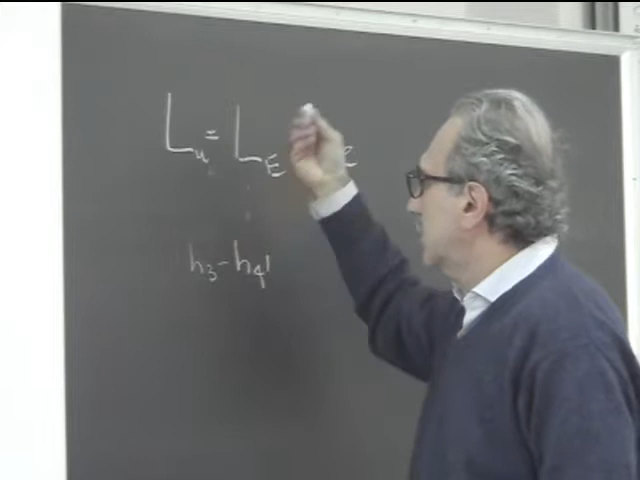 Lu = LE
h3 - h4'